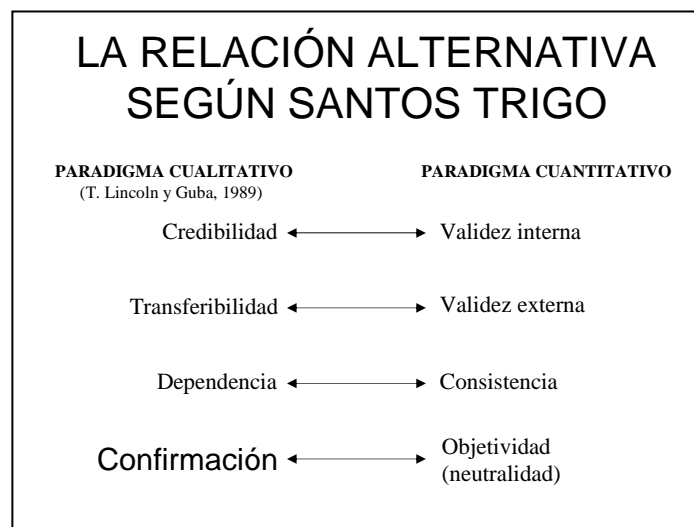 LA RELACIÓN ALTERNATIVA
SEGÚN SANTOS TRIGO
PARADIGMA CUALITATIVO
(T. Lincoln y Guba, 1989)
PARADIGMA CUANTITATIVO
Credibilidad
Validez interna
Transferibilidad
Validez externa
Dependencia
Consistencia
Confirmación
Objetividad
(neutralidad)